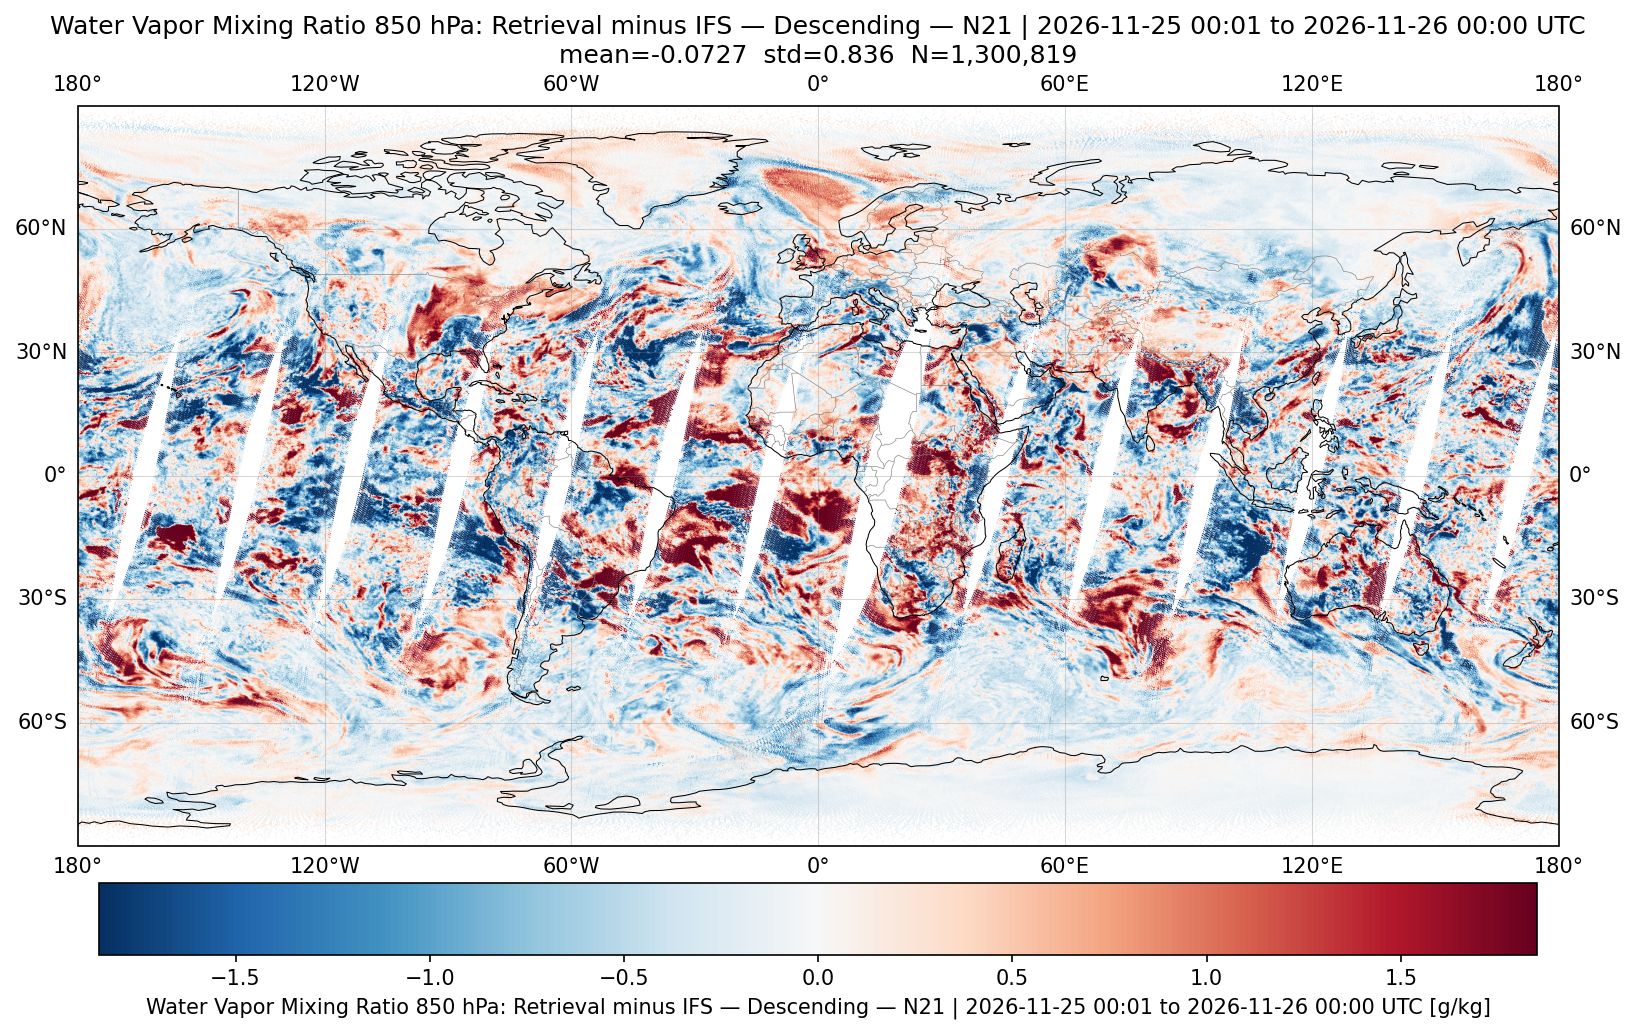 Water Vapor Mixing Ratio 850 hPa: Retrieval minus IFS — Descending — N21 | 2026-11-25 00:01 to 2026-11-26 00:00 UTC
mean=-0.0727  std=0.836  N=1,300,819
180° 120°W 60°W 0° 60°E 120°E 180°
60°N 60°N
30°N 30°N
0° 0°
30°S 30°S
60°S 60°S
180° 120°W 60°W 0° 60°E 120°E 180°
−1.5 −1.0 −0.5 0.0 0.5 1.0 1.5
Water Vapor Mixing Ratio 850 hPa: Retrieval minus IFS — Descending — N21 | 2026-11-25 00:01 to 2026-11-26 00:00 UTC [g/kg]